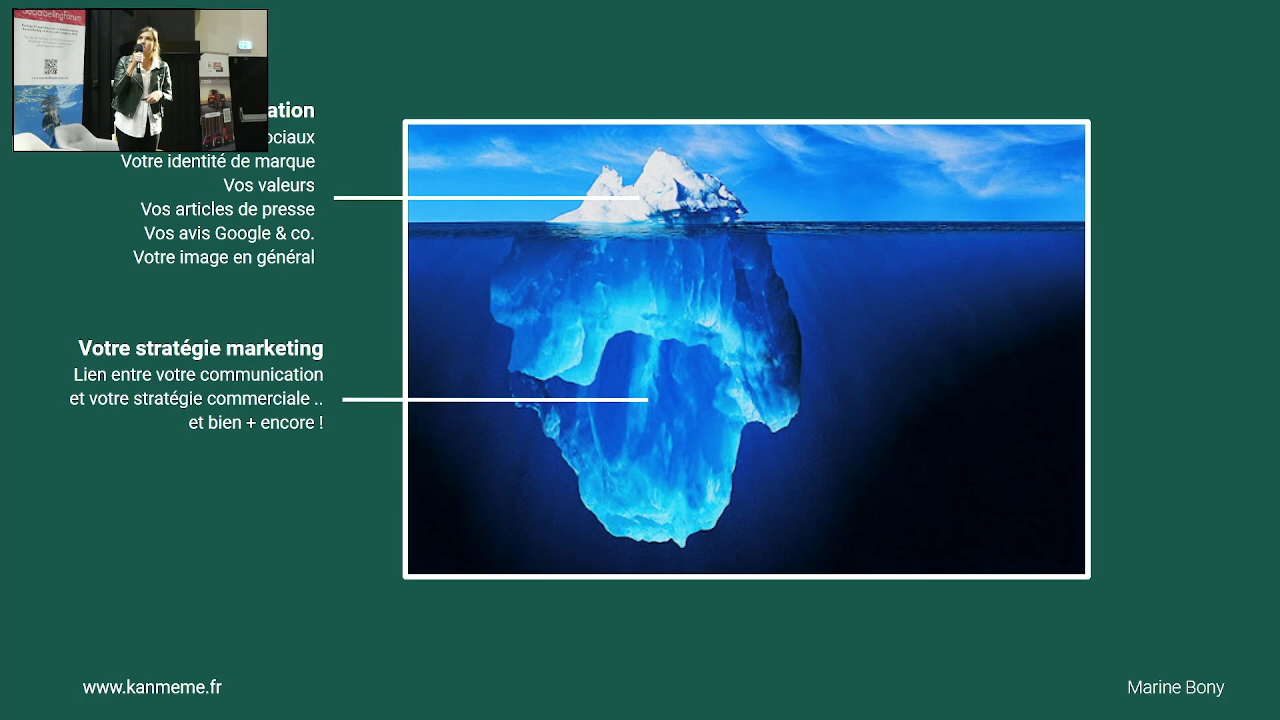 SocialSellingForum
ation
ociaux
Votre identité de marque
Vos valeurs
Vos articles de presse
Vos avis Google & co.
Votre image en général
Votre stratégie marketing
Lien entre votre communication
et votre stratégie commerciale ..
et bien + encore !
www.kanmeme.fr
Marine Bony